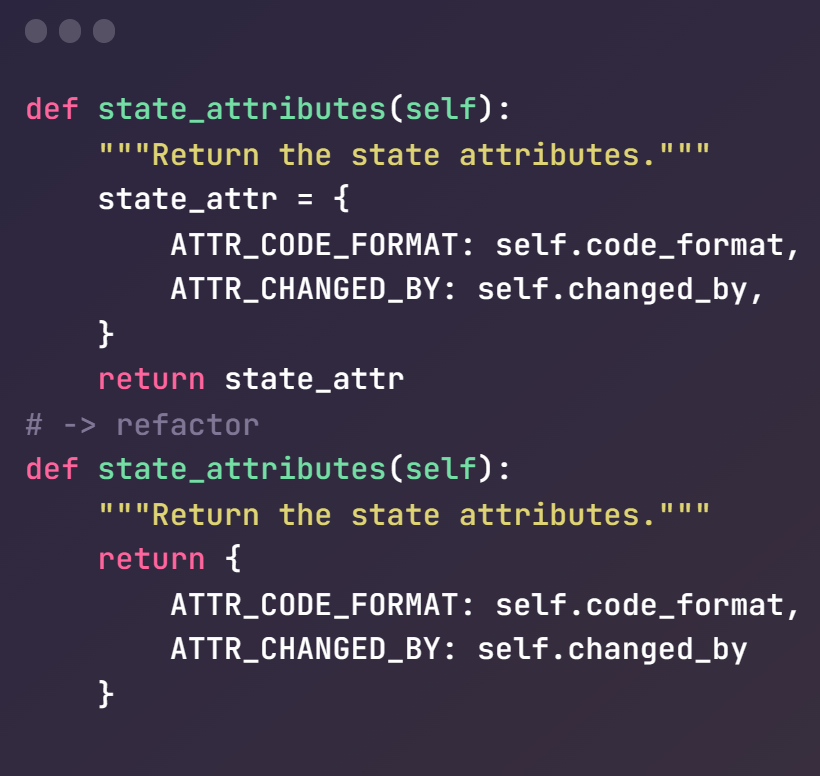 def state_attributes(self):
    """Return the state attributes."""
    state_attr = {
        ATTR_CODE_FORMAT: self.code_format,
        ATTR_CHANGED_BY: self.changed_by,
    }
    return state_attr
# -> refactor
def state_attributes(self):
    """Return the state attributes."""
    return {
        ATTR_CODE_FORMAT: self.code_format,
        ATTR_CHANGED_BY: self.changed_by
    }